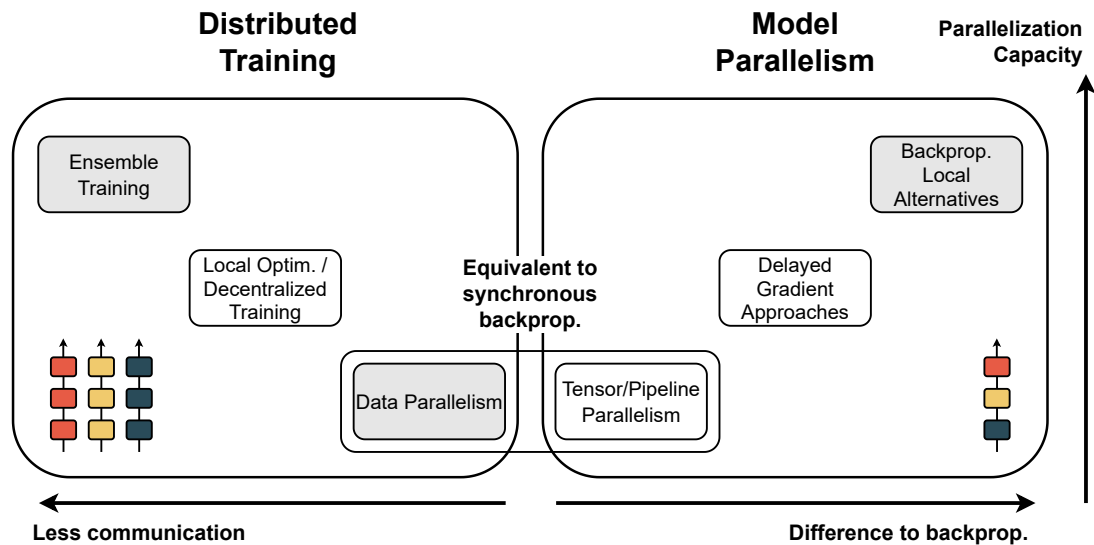 Distributed
Training
Model
Parallelism
Parallelization
Capacity
Ensemble
Training
Backprop.
Local
Alternatives
Local Optim. /
Decentralized
Training
Equivalent to
synchronous
backprop.
Delayed
Gradient
Approaches
Data Parallelism
Tensor/Pipeline
Parallelism
Less communication
Difference to backprop.